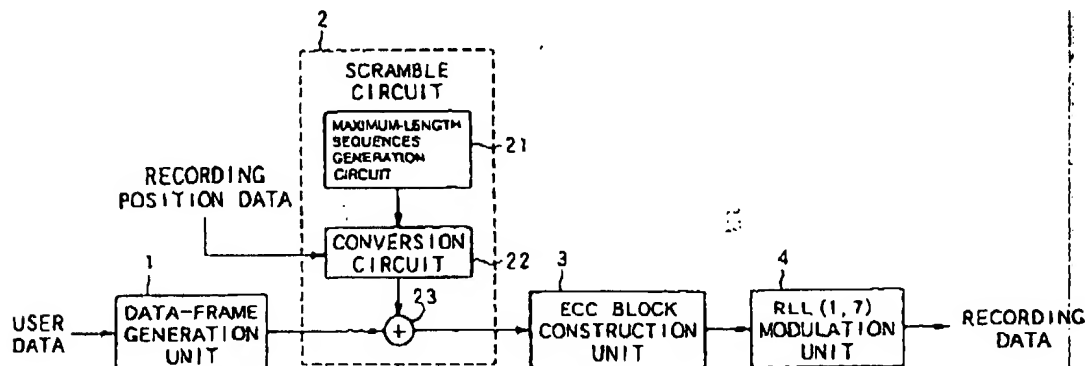 2
SCRAMBLE
CIRCUIT
MAXIMUM-LENGTH
SEQUENCES
GENERATION
CIRCUIT
21
RECORDING
POSITION DATA
CONVERSION
CIRCUIT
22
1
23
3
4
USER
DATA
DATA-FRAME
GENERATION
UNIT
+
ECC BLOCK
CONSTRUCTION
UNIT
RLL(1,7)
MODULATION
UNIT
RECORDING
DATA